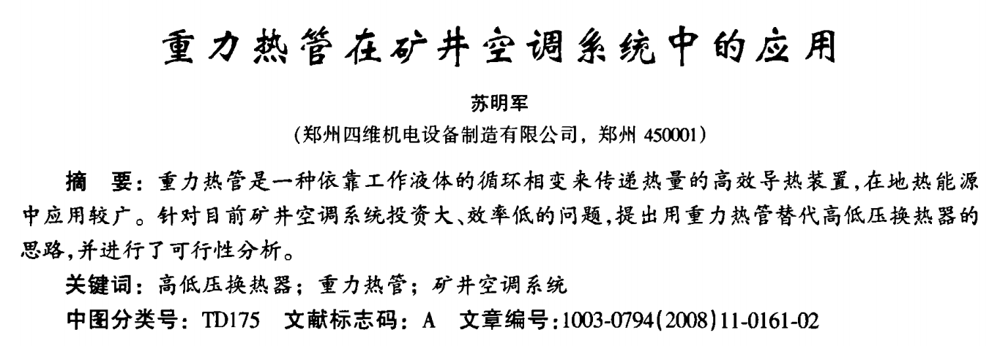 重力热管在矿井空调系统中的应用
苏明军
(郑州四维机电设备制造有限公司, 郑州 450001)
摘 要: 重力热管是一种依靠工作液体的循环相变来传递热量的高效导热装置,在地热能源
中应用较广。针对目前矿井空调系统投资大、效率低的问题,提出用重力热管替代高低压换热器的
思路,并进行了可行性分析。
关键词: 高低压换热器; 重力热管; 矿井空调系统
中图分类号: TD175 文献标志码: A 文章编号:1003-0794(2008)11-0161-02